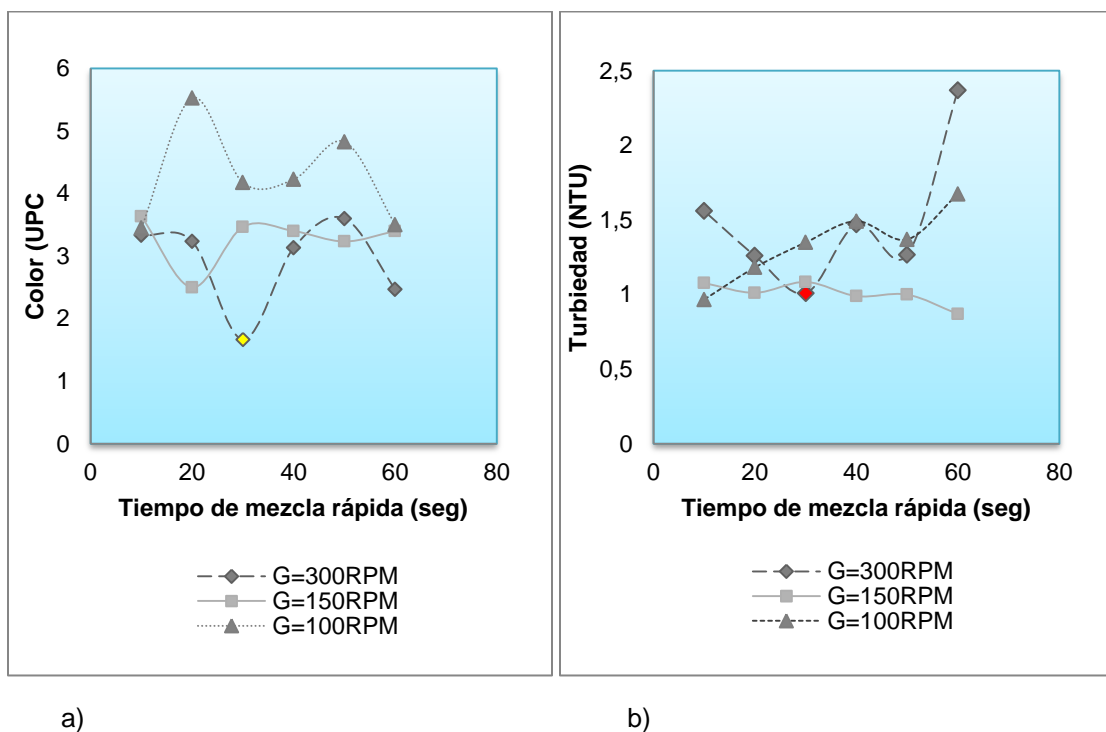 6
5
4
3
2
1
0
Color (UPC
0 20 40 60 80
Tiempo de mezcla rápida (seg)
G=300RPM
G=150RPM
G=100RPM
2,5
2
1,5
1
0,5
0
Turbiedad (NTU)
0 20 40 60 80
Tiempo de mezcla rápida (seg)
G=300RPM
G=150RPM
G=100RPM
a) b)